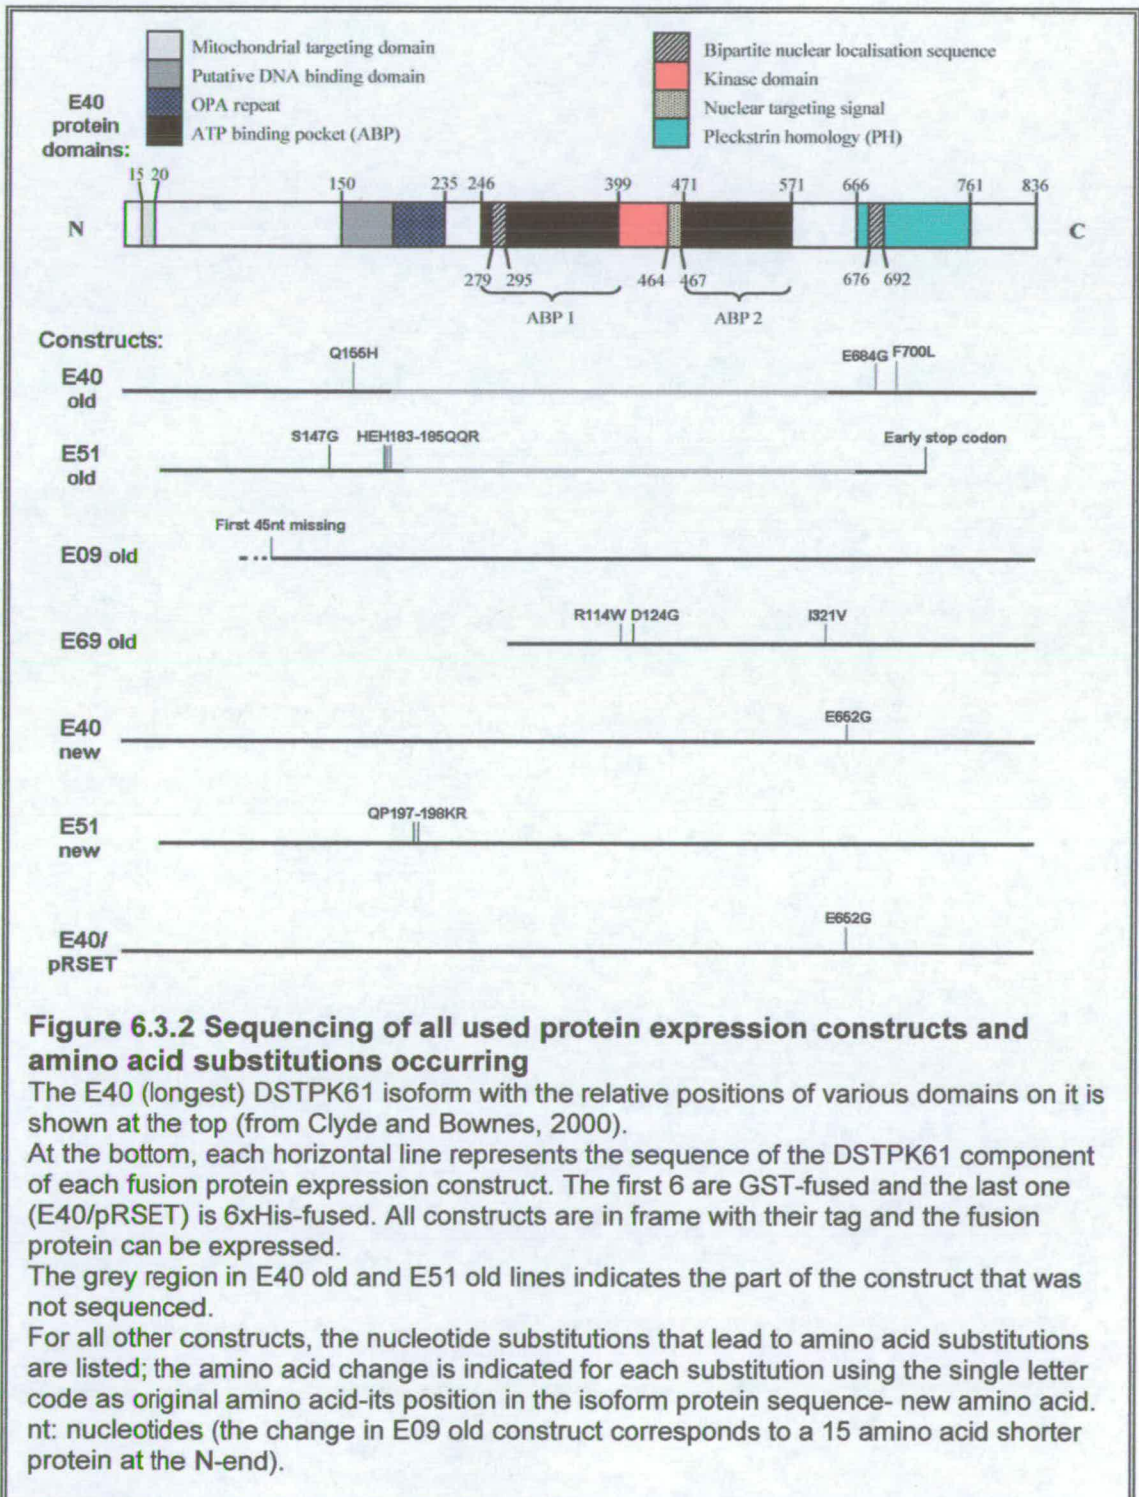 Mitochondrial targeting domain
Putative DNA binding domain
OPA repeat
ATP binding pocket (ABP)
Bipartite nuclear localisation sequence
Kinase domain
Nuclear targeting signal
Pleckstrin homology (PH)
E40
protein
domains:
15 20 150 235 246 399 471 571 666 761 836
N C
279 295 464 467 676 692
ABP 1 ABP 2
Constructs:
E40
old
Q155H E684G F700L
E51
old
S147G HEH183-185QQR Early stop codon
First 45nt missing
E09 old
R114W D124G I321V
E69 old
E652G
E40
new
QP197-198KR
E51
new
E652G
E40/
pRSET
Figure 6.3.2 Sequencing of all used protein expression constructs and
amino acid substitutions occurring
The E40 (longest) DSTPK61 isoform with the relative positions of various domains on it is
shown at the top (from Clyde and Bownes, 2000).
At the bottom, each horizontal line represents the sequence of the DSTPK61 component
of each fusion protein expression construct. The first 6 are GST-fused and the last one
(E40/pRSET) is 6xHis-fused. All constructs are in frame with their tag and the fusion
protein can be expressed.
The grey region in E40 old and E51 old lines indicates the part of the construct that was
not sequenced.
For all other constructs, the nucleotide substitutions that lead to amino acid substitutions
are listed; the amino acid change is indicated for each substitution using the single letter
code as original amino acid-its position in the isoform protein sequence- new amino acid.
nt: nucleotides (the change in E09 old construct corresponds to a 15 amino acid shorter
protein at the N-end).